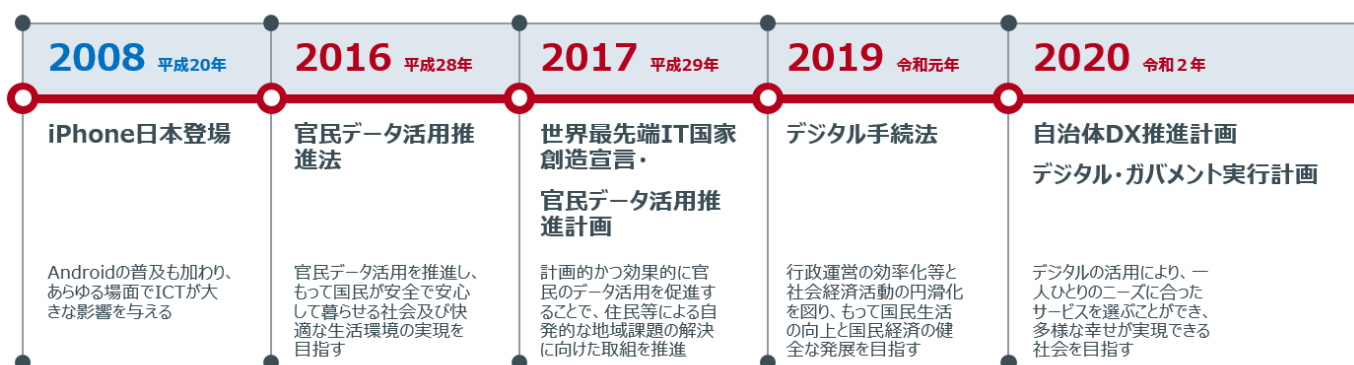 2008 平成20年
iPhone日本登場
Androidの普及も加わり、
あらゆる場面でICTが大
きな影響を与える
2016 平成28年
官民データ活用推
進法
官民データ活用を推進し、
もって国民が安全で安心
して暮らせる社会及び快
適な生活環境の実現を
目指す
2017 平成29年
世界最先端IT国家
創造宣言・
官民データ活用推
進計画
計画的かつ効果的に官
民のデータ活用を促進す
ることで、住民等による自
発的な地域課題の解決
に向けた取組を推進
2019 令和元年
デジタル手続法
行政運営の効率化等と
社会経済活動の円滑化
を図り、もって国民生活
の向上と国民経済の健
全な発展を目指す
2020 令和２年
自治体DX推進計画
デジタル・ガバメント実行計画
デジタルの活用により、一
人ひとりのニーズに合った
サービスを選ぶことができ、
多様な幸せが実現できる
社会を目指す